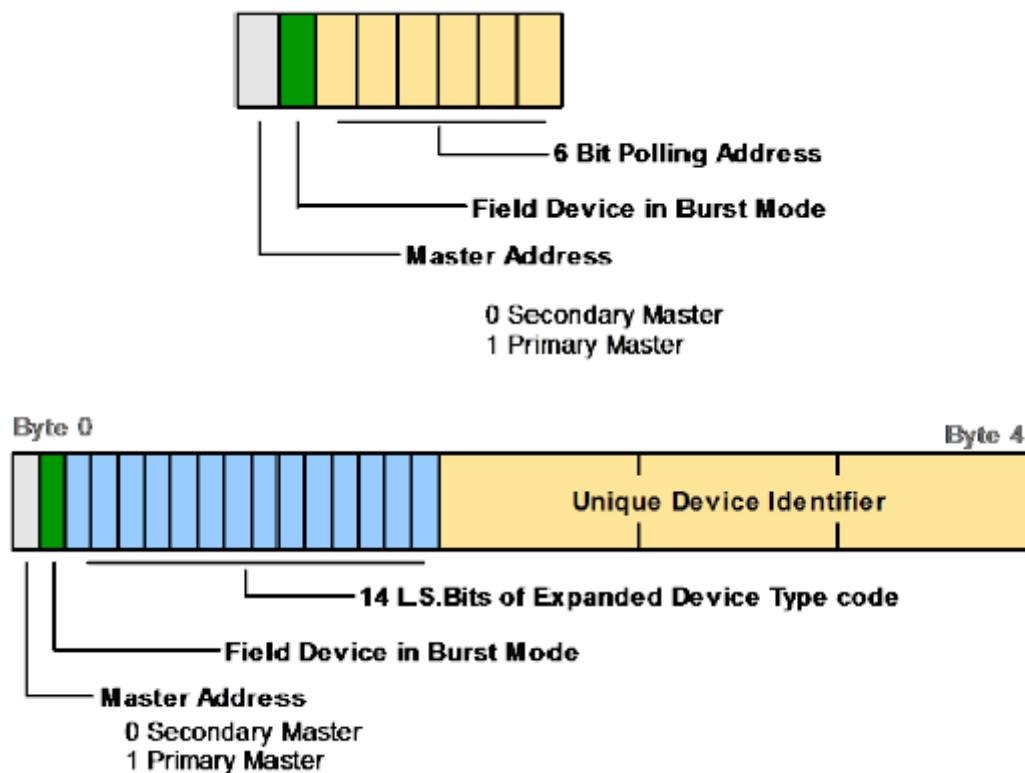 6 Bit Polling Address
Field Device in Burst Mode
Master Address
0 Secondary Master
1 Primary Master
Byte 0
Byte 4
Unique Device Identifier
14 L.S.Bits of Expanded Device Type code
Field Device in Burst Mode
Master Address
0 Secondary Master
1 Primary Master